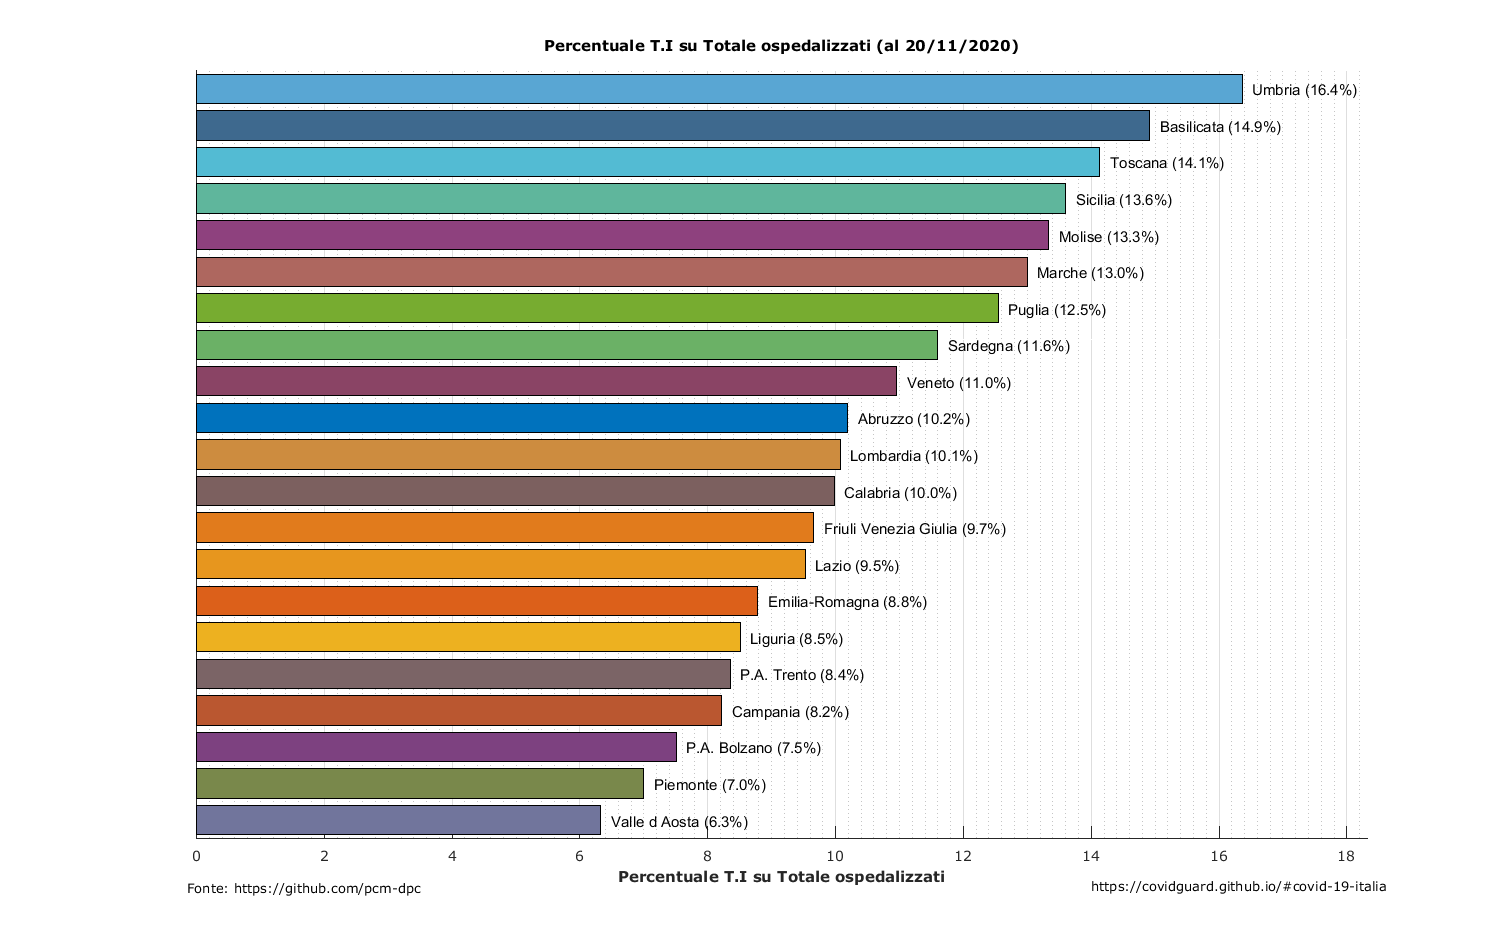 Percentuale T.I su Totale ospedalizzati (al 20/11/2020)
Umbria (16.4%)
Basilicata (14.9%)
Toscana (14.1%)
Sicilia (13.6%)
Molise (13.3%)
Marche (13.0%)
Puglia (12.5%)
Sardegna (11.6%)
Veneto (11.0%)
Abruzzo (10.2%)
Lombardia (10.1%)
Calabria (10.0%)
Friuli Venezia Giulia (9.7%)
Lazio (9.5%)
Emilia-Romagna (8.8%)
Liguria (8.5%)
P.A. Trento (8.4%)
Campania (8.2%)
P.A. Bolzano (7.5%)
Piemonte (7.0%)
Valle d Aosta (6.3%)
0 2 4 6 8 10 12 14 16 18
Percentuale T.I su Totale ospedalizzati
Fonte: https://github.com/pcm-dpc
https://covidguard.github.io/#covid-19-italia